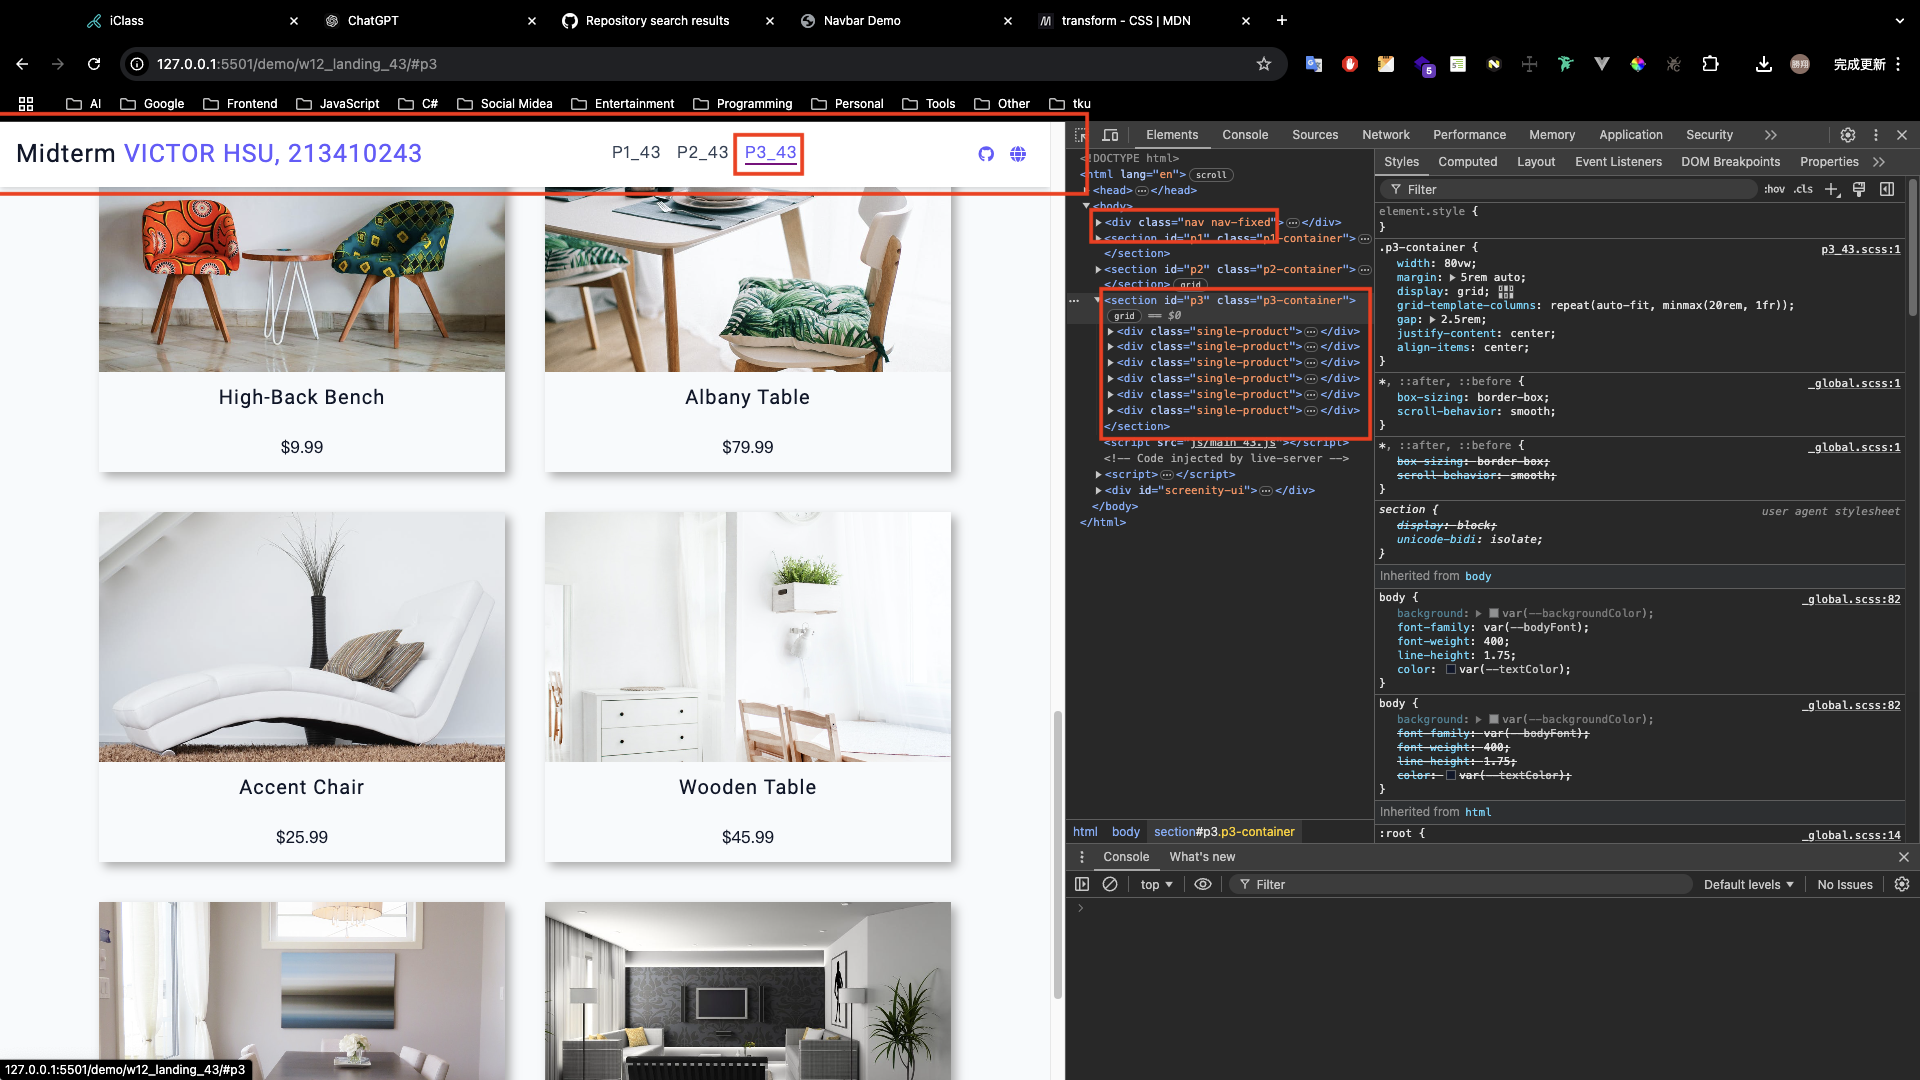 iClass
ChatGPT
Repository search results
Navbar Demo
transform - CSS | MDN
127.0.0.1:5501/demo/w12_landing_43/#p3
5
完成更新
AI
Google
Frontend
JavaScript
C#
Social Midea
Entertainment
Programming
Personal
Tools
Other
tku
Midterm VICTOR HSU, 213410243
P1_43
P2_43
P3_43
High-Back Bench
$9.99
Albany Table
$79.99
Accent Chair
$25.99
Wooden Table
$45.99
127.0.0.1:5501/demo/w12_landing_43/#p3
Elements
Console
Sources
Network
Performance
Memory
Application
Security
<!DOCTYPE html>
<html lang="en"> scroll
<head> ⋯ </head>
<body>
<div class="nav nav-fixed"> ⋯ </div>
<section id="p1" class="p1-container"> ⋯
</section>
<section id="p2" class="p2-container"> ⋯
</section> grid
<section id="p3" class="p3-container">
grid == $0
<div class="single-product"> ⋯ </div>
<div class="single-product"> ⋯ </div>
<div class="single-product"> ⋯ </div>
<div class="single-product"> ⋯ </div>
<div class="single-product"> ⋯ </div>
<div class="single-product"> ⋯ </div>
</section>
<script src="js/main_43.js"></script>
<!-- Code injected by live-server -->
<script> ⋯ </script>
<div id="screenity-ui"> ⋯ </div>
</body>
</html>
html body section#p3.p3-container
Styles
Computed
Layout
Event Listeners
DOM Breakpoints
Properties
Filter
:hov .cls
element.style {
}
.p3-container { p3_43.scss:1
width: 80vw;
margin: 5rem auto;
display: grid;
grid-template-columns: repeat(auto-fit, minmax(20rem, 1fr));
gap: 2.5rem;
justify-content: center;
align-items: center;
}
*, ::after, ::before { _global.scss:1
box-sizing: border-box;
scroll-behavior: smooth;
}
*, ::after, ::before { _global.scss:1
box-sizing: border-box;
scroll-behavior: smooth;
}
section { user agent stylesheet
display: block;
unicode-bidi: isolate;
}
Inherited from body
body { _global.scss:82
background: var(--backgroundColor);
font-family: var(--bodyFont);
font-weight: 400;
line-height: 1.75;
color: var(--textColor);
}
body { _global.scss:82
background: var(--backgroundColor);
font-family: var(--bodyFont);
font-weight: 400;
line-height: 1.75;
color: var(--textColor);
}
Inherited from html
:root { _global.scss:14
Console
What's new
top
Filter
Default levels
No Issues